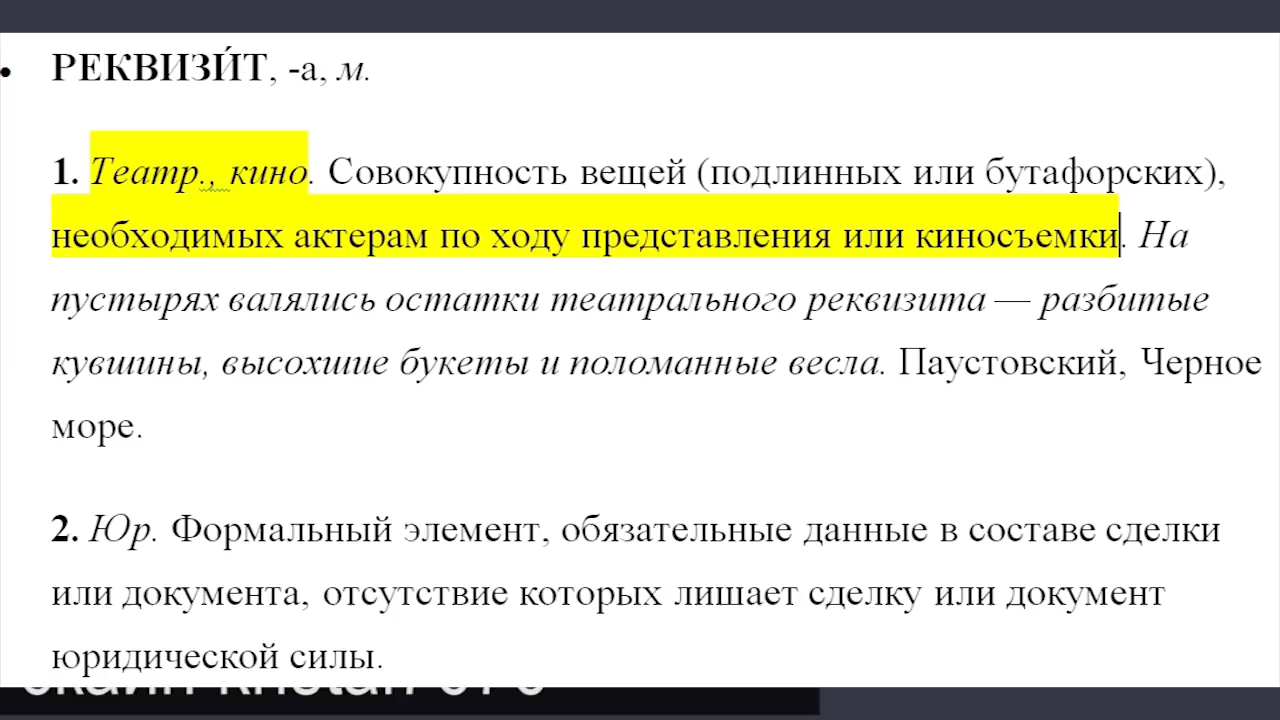 РЕКВИЗИ́Т, -а, м.
1. Театр., кино. Совокупность вещей (подлинных или бутафорских),
необходимых актерам по ходу представления или киносъемки. На
пустырях валялись остатки театрального реквизита — разбитые
кувшины, высохшие букеты и поломанные весла. Паустовский, Черное
море.
2. Юр. Формальный элемент, обязательные данные в составе сделки
или документа, отсутствие которых лишает сделку или документ
юридической силы.